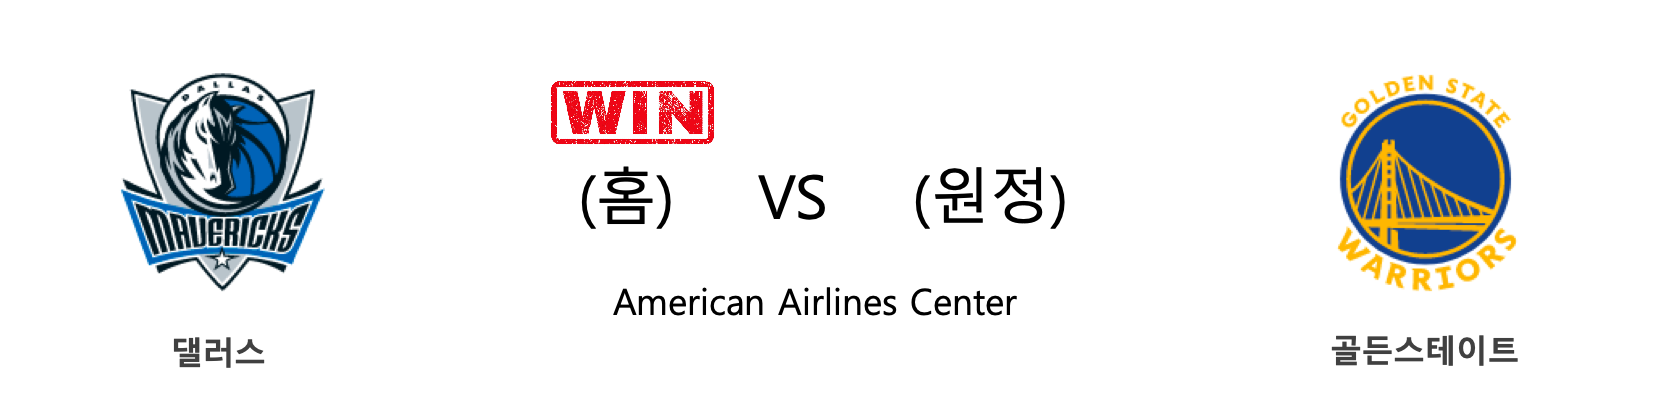 DALLAS
MAVERICKS
WIN
(홈) VS (원정)
American Airlines Center
GOLDEN STATE
WARRIORS
댈러스
골든스테이트